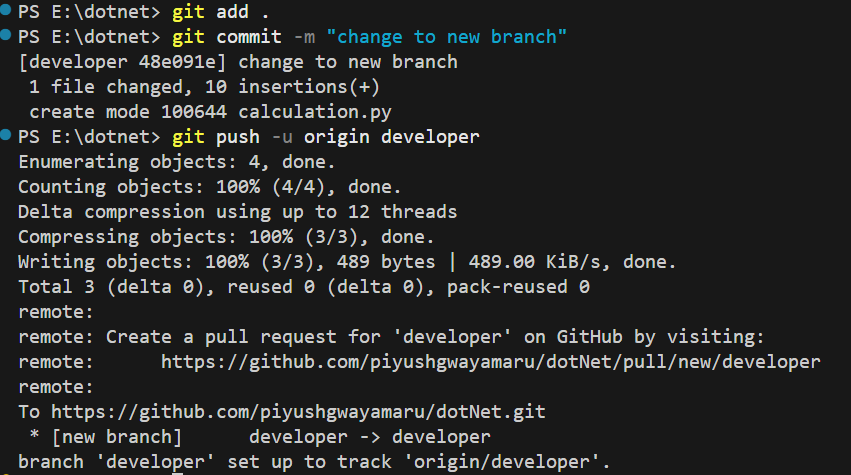 PS E:\dotnet> git add .
PS E:\dotnet> git commit -m "change to new branch"
[developer 48e091e] change to new branch
 1 file changed, 10 insertions(+)
 create mode 100644 calculation.py
PS E:\dotnet> git push -u origin developer
Enumerating objects: 4, done.
Counting objects: 100% (4/4), done.
Delta compression using up to 12 threads
Compressing objects: 100% (3/3), done.
Writing objects: 100% (3/3), 489 bytes | 489.00 KiB/s, done.
Total 3 (delta 0), reused 0 (delta 0), pack-reused 0
remote:
remote: Create a pull request for 'developer' on GitHub by visiting:
remote:      https://github.com/piyushgwayamaru/dotNet/pull/new/developer
remote:
To https://github.com/piyushgwayamaru/dotNet.git
 * [new branch]      developer -> developer
branch 'developer' set up to track 'origin/developer'.